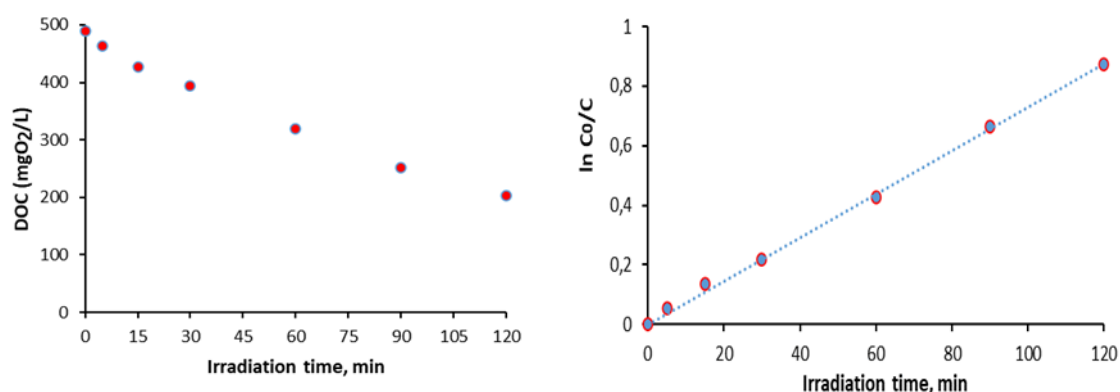 500
400
300
200
100
0
DOC (mgO2/L)
0 15 30 45 60 75 90 105 120
Irradiation time, min
1
0,8
0,6
0,4
0,2
0
ln Co/C
0 20 40 60 80 100 120
Irradiation time, min